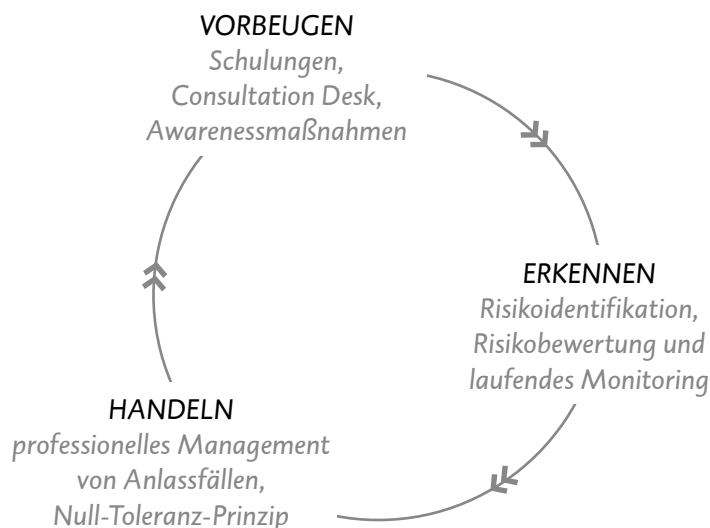 VORBEUGEN
Schulungen,
Consultation Desk,
Awarenessmaßnahmen
ERKENNEN
Risikoidentifikation,
Risikobewertung und
laufendes Monitoring
HANDELN
professionelles Management
von Anlassfällen,
Null-Toleranz-Prinzip